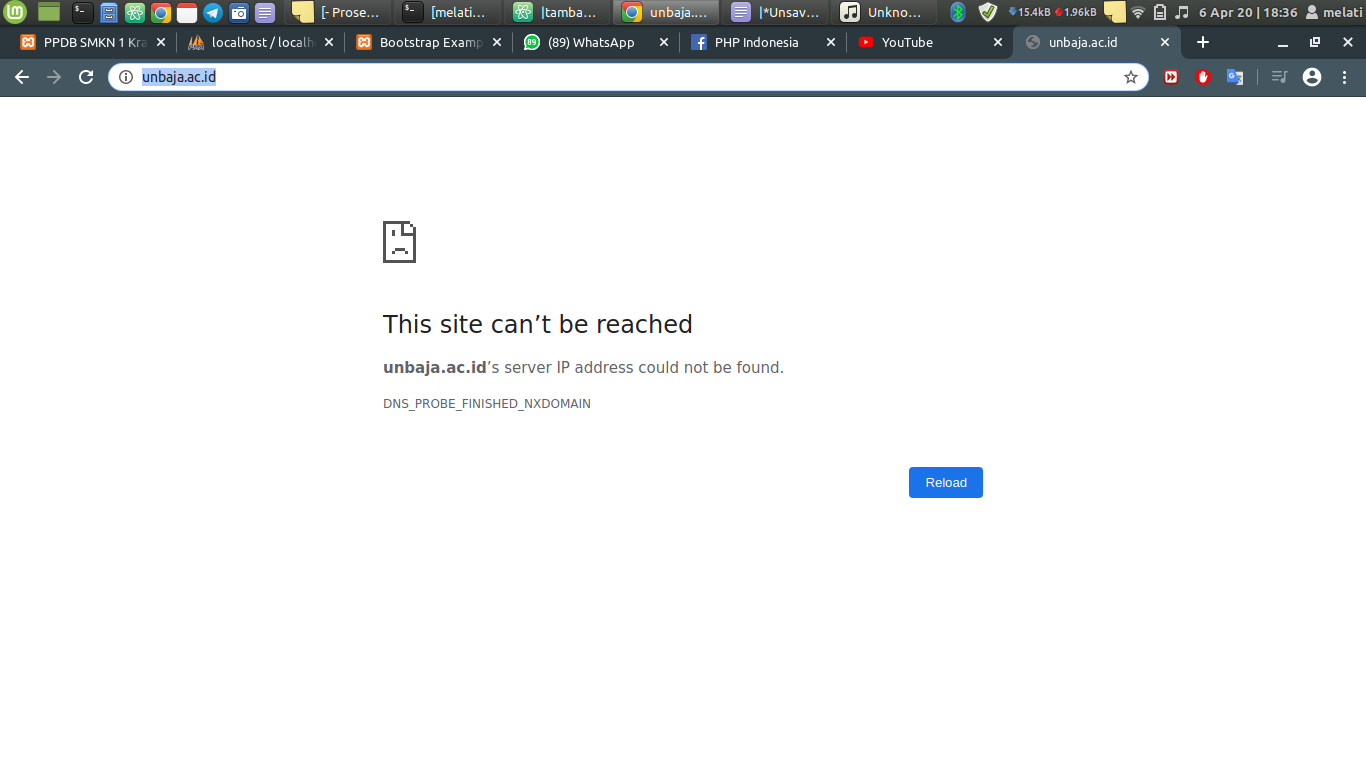 [- Prose... [melati... |tamba... unbaja.... |*Unsav... Unkno... 15.4kB 1.96kB 6 Apr 20 | 18:36 melati
PPDB SMKN 1 Kra localhost / localh Bootstrap Examp (89) WhatsApp PHP Indonesia YouTube unbaja.ac.id
unbaja.ac.id
This site can’t be reached
unbaja.ac.id’s server IP address could not be found.
DNS_PROBE_FINISHED_NXDOMAIN
Reload